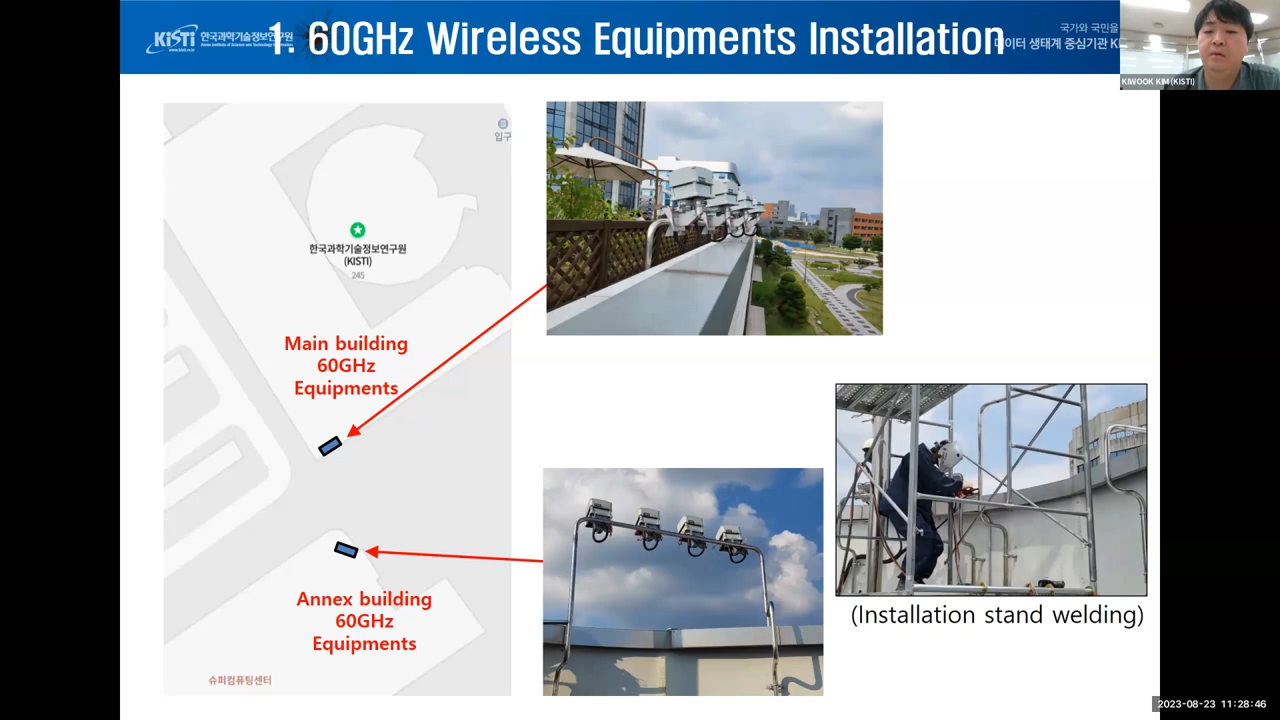 KiSTi 한국과학기술정보연구원
www.kisti.re.kr
Korea Institute of Science and Technology Information
1. 60GHz Wireless Equipments Installation
국가와 국민을
데이터 생태계 중심기관 K
KIWOOK KIM (KISTI)
입구
한국과학기술정보연구원
(KISTI)
245
Main building
60GHz
Equipments
Annex building
60GHz
Equipments
슈퍼컴퓨팅센터
(Installation stand welding)
2023-08-23 11:28:46